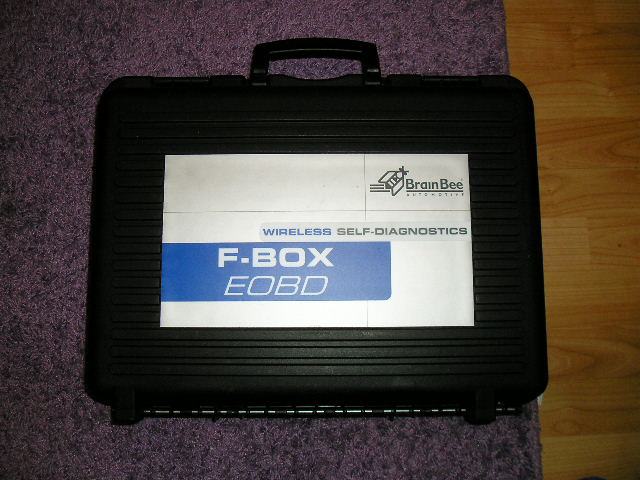 BrainBee
AUTOMOTIVE
WIRELESS SELF-DIAGNOSTICS
F-BOX
EOBD